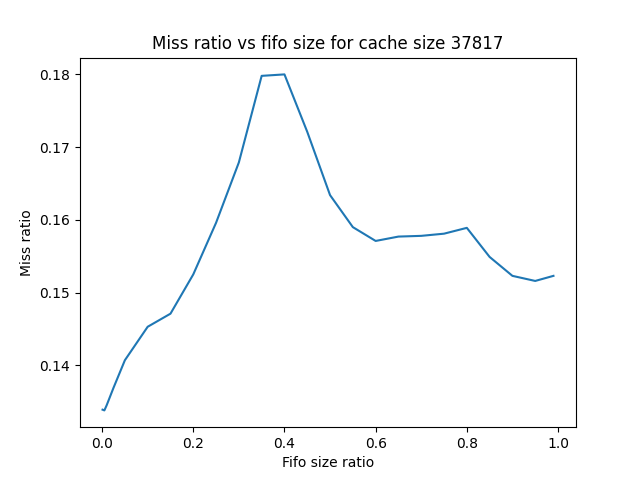 Miss ratio vs fifo size for cache size 37817
0.18
0.17
0.16
0.15
0.14
Miss ratio
0.0 0.2 0.4 0.6 0.8 1.0
Fifo size ratio